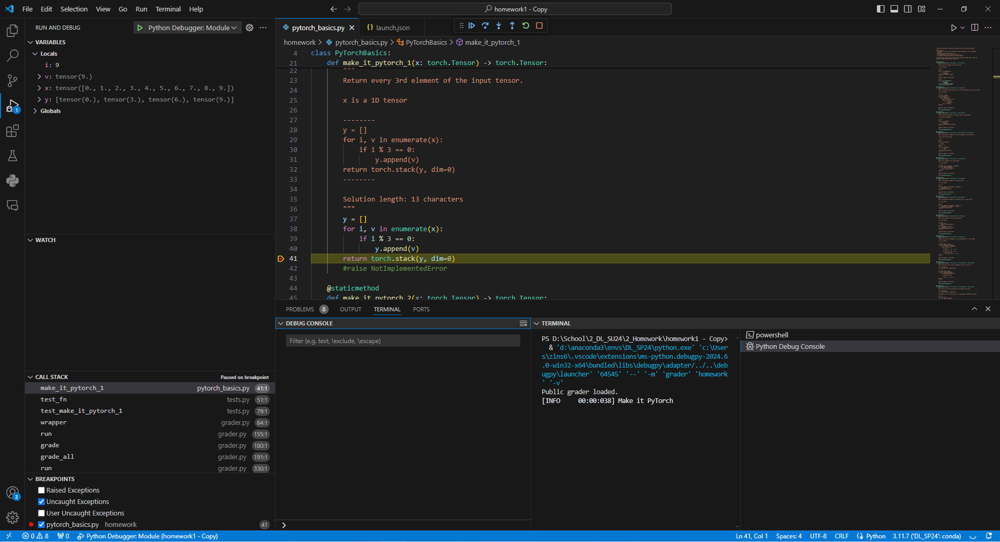 File Edit Selection View Go Run Terminal Help
homework1 - Copy
RUN AND DEBUG
Python Debugger: Module
VARIABLES
Locals
i: 9
v: tensor(9.)
x: tensor([0., 1., 2., 3., 4., 5., 6., 7., 8., 9.])
y: [tensor(0.), tensor(3.), tensor(6.), tensor(9.)]
Globals
1
WATCH
CALL STACK Paused on breakpoint
make_it_pytorch_1 pytorch_basics.py 41:1
test_fn tests.py 51:1
test_make_it_pytorch_1 tests.py 79:1
wrapper grader.py 64:1
run grader.py 155:1
grade grader.py 180:1
grade_all grader.py 191:1
run grader.py 330:1
BREAKPOINTS
Raised Exceptions
Uncaught Exceptions
User Uncaught Exceptions
pytorch_basics.py homework 41
2
pytorch_basics.py launch.json
homework > pytorch_basics.py > PyTorchBasics > make_it_pytorch_1
4 class PyTorchBasics:
21 def make_it_pytorch_1(x: torch.Tensor) -> torch.Tensor:
22 """
23 Return every 3rd element of the input tensor.
24
25 x is a 1D tensor
26
27 --------
28 y = []
29 for i, v in enumerate(x):
30 if i % 3 == 0:
31 y.append(v)
32 return torch.stack(y, dim=0)
33 --------
34
35 Solution length: 13 characters
36 """
37 y = []
38 for i, v in enumerate(x):
39 if i % 3 == 0:
40 y.append(v)
41 return torch.stack(y, dim=0)
42 #raise NotImplementedError
43
44 @staticmethod
45 def make_it_pytorch_2(x: torch.Tensor) -> torch.Tensor:
PROBLEMS 8 OUTPUT TERMINAL PORTS
DEBUG CONSOLE
Filter (e.g. text, !exclude, \escape)
TERMINAL
PS D:\School\2_DL_SU24\2_Homework\homework1 - Copy>
& 'd:\anaconda3\envs\DL_SP24\python.exe' 'c:\User
s\zins6\.vscode\extensions\ms-python.debugpy-2024.6
.0-win32-x64\bundled\libs\debugpy\adapter/../..\deb
ugpy\launcher' '64545' '--' '-m' 'grader' 'homework
' '-v'
Public grader loaded.
[INFO 00:00:038] Make it PyTorch
powershell
Python Debug Console
0 8 0 Python Debugger: Module (homework1 - Copy)
Ln 41, Col 1 Spaces: 4 UTF-8 CRLF Python 3.11.7 ('DL_SP24': conda)